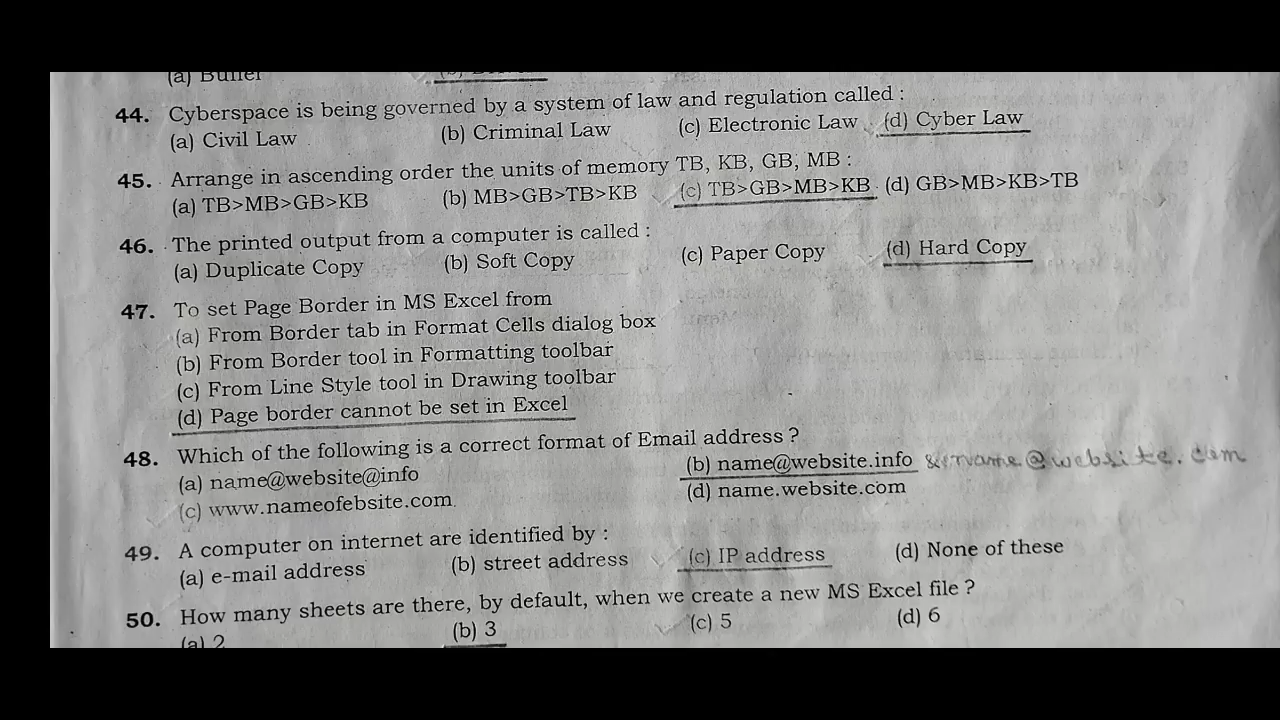 (a) Buffer
44. Cyberspace is being governed by a system of law and regulation called :
(a) Civil Law (b) Criminal Law (c) Electronic Law (d) Cyber Law
45. Arrange in ascending order the units of memory TB, KB, GB, MB :
(a) TB>MB>GB>KB (b) MB>GB>TB>KB (c) TB>GB>MB>KB (d) GB>MB>KB>TB
46. The printed output from a computer is called :
(a) Duplicate Copy (b) Soft Copy (c) Paper Copy (d) Hard Copy
47. To set Page Border in MS Excel from
(a) From Border tab in Format Cells dialog box
(b) From Border tool in Formatting toolbar
(c) From Line Style tool in Drawing toolbar
(d) Page border cannot be set in Excel
48. Which of the following is a correct format of Email address ?
(a) name@website@info (b) name@website.info name@website.com
(c) www.nameofebsite.com (d) name.website.com
49. A computer on internet are identified by :
(a) e-mail address (b) street address (c) IP address (d) None of these
50. How many sheets are there, by default, when we create a new MS Excel file ?
(a) 2 (b) 3 (c) 5 (d) 6